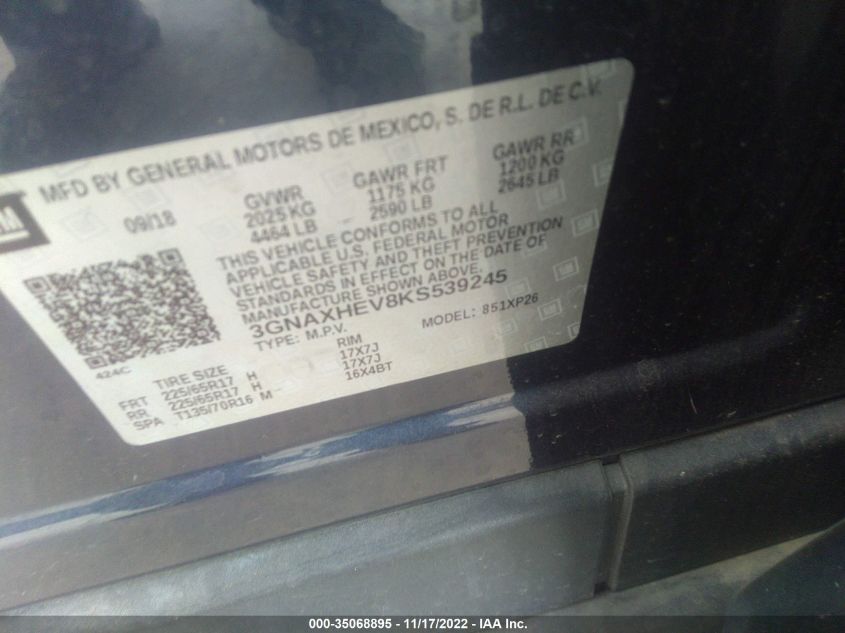 MFD BY GENERAL MOTORS DE MEXICO, S. DE R.L. DE C.V.
GM
09/18
GVWR GAWR FRT GAWR RR
2025 KG 1175 KG 1200 KG
4464 LB 2590 LB 2645 LB
THIS VEHICLE CONFORMS TO ALL
APPLICABLE U.S. FEDERAL MOTOR
VEHICLE SAFETY AND THEFT PREVENTION
STANDARDS IN EFFECT ON THE DATE OF
MANUFACTURE SHOWN ABOVE.
3GNAXHEV8KS539245
TYPE: M.P.V. MODEL: 851XP26
424C
TIRE SIZE RIM
FRT 225/65R17 H 17X7J
RR 225/65R17 H 17X7J
SPA T135/70R16 M 16X4BT
000-35068895 - 11/17/2022 - IAA Inc.